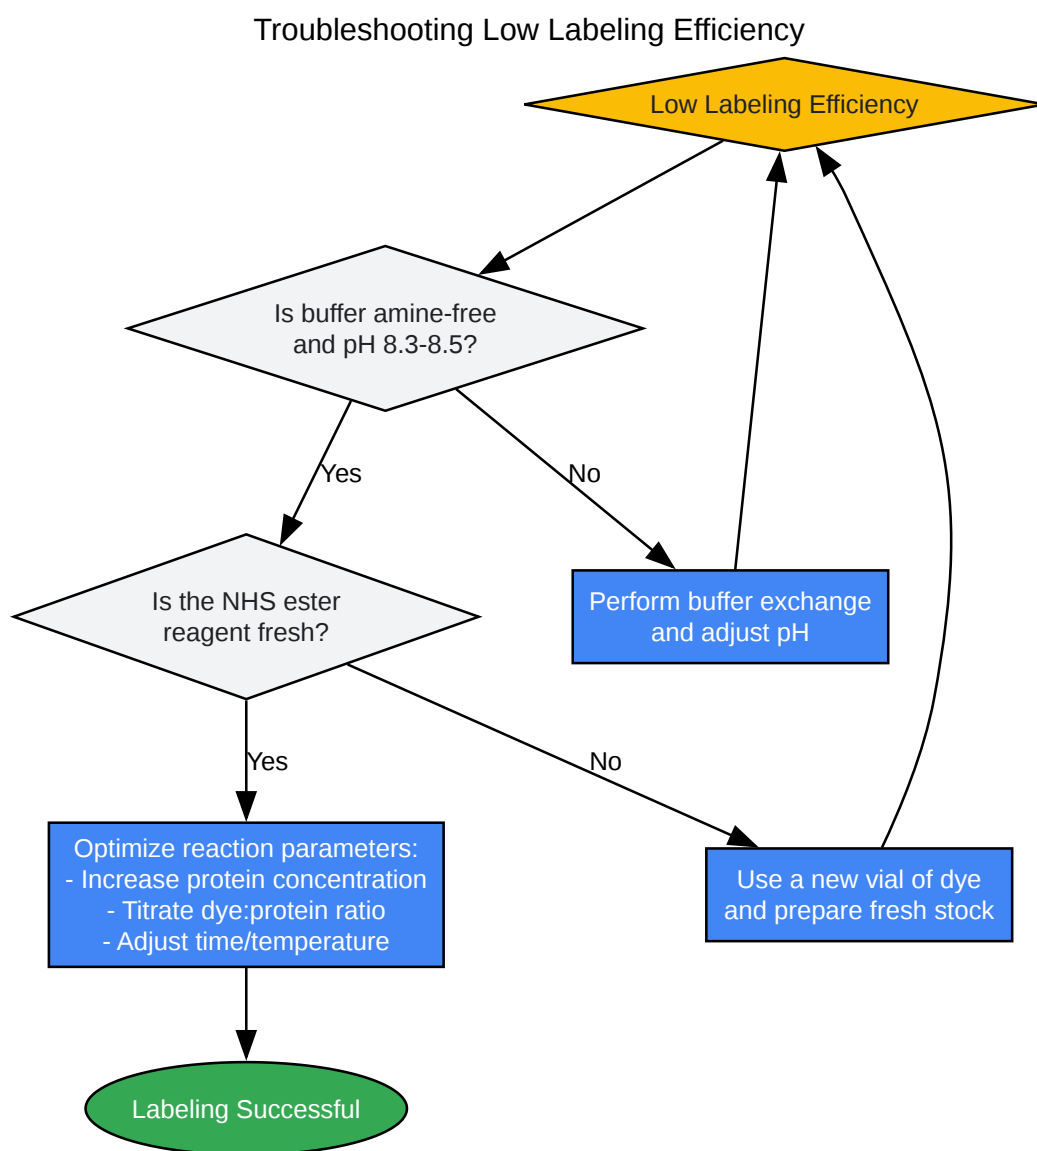 Troubleshooting Low Labeling Efficiency
Low Labeling Efficiency
Is buffer amine-free
and pH 8.3-8.5?
Yes
No
Is the NHS ester
reagent fresh?
Perform buffer exchange
and adjust pH
Yes
No
Optimize reaction parameters:
- Increase protein concentration
- Titrate dye:protein ratio
- Adjust time/temperature
Use a new vial of dye
and prepare fresh stock
Labeling Successful